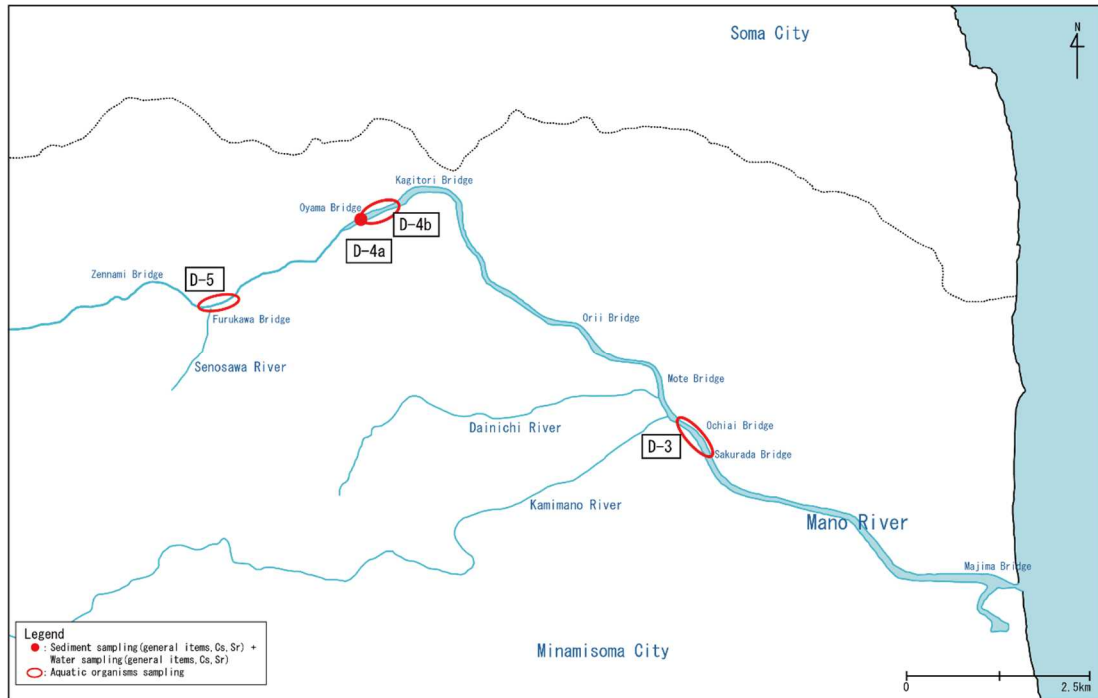 Soma City
N
Kagitori Bridge
Oyama Bridge
D-4b
D-4a
Zennami Bridge
D-5
Furukawa Bridge
Orii Bridge
Senosawa River
Mote Bridge
Dainichi River
Ochiai Bridge
D-3
Sakurada Bridge
Kamimano River
Mano River
Majima Bridge
Legend
: Sediment sampling(general items,Cs,Sr) +
Water sampling(general items,Cs,Sr)
: Aquatic organisms sampling
Minamisoma City
0
2.5km